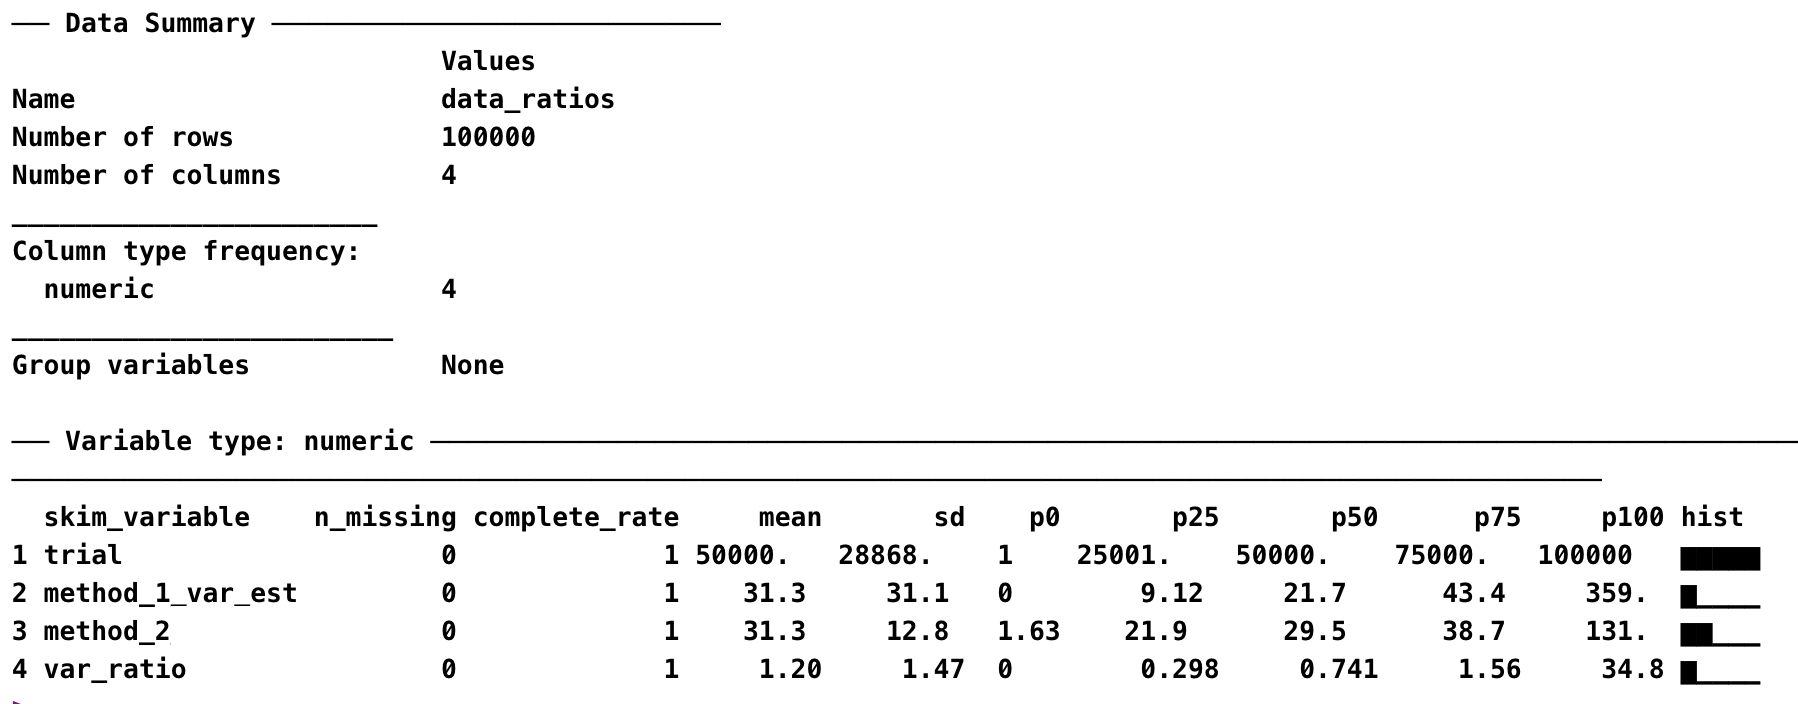 ── Data Summary ────────────────────────────
                           Values
Name                       data_ratios
Number of rows             100000
Number of columns          4
_______________________
Column type frequency:
  numeric                  4
________________________
Group variables            None
── Variable type: numeric ──────────────────────────────────────────────────────────────────────────────────────
  skim_variable    n_missing complete_rate     mean       sd    p0       p25       p50      p75     p100 hist
1 trial                    0             1 50000.   28868.    1    25001.    50000.    75000.   100000   ▇▇▇▇▇
2 method_1_var_est         0             1    31.3     31.1   0        9.12     21.7      43.4     359.  ▇▁▁▁▁
3 method_2                 0             1    31.3     12.8   1.63    21.9      29.5      38.7     131.  ▇▇▁▁▁
4 var_ratio                0             1     1.20     1.47  0        0.298     0.741     1.56     34.8 ▇▁▁▁▁